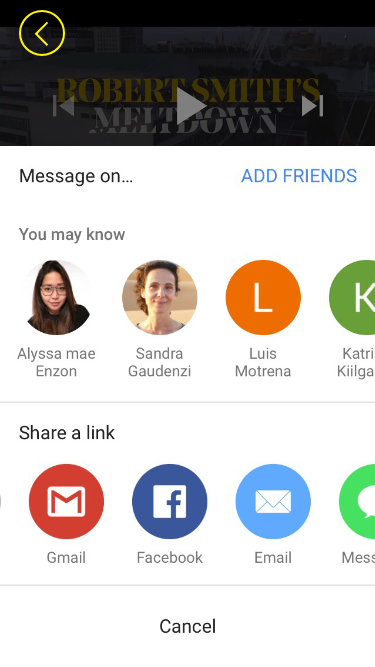 ROBERT SMITH'S
MELTDOWN
Message on...
ADD FRIENDS
You may know
L
K
Alyssa mae
Enzon
Sandra
Gaudenzi
Luis
Motrena
Katri
Kiilga
Share a link
Gmail
Facebook
Email
Mess
Cancel